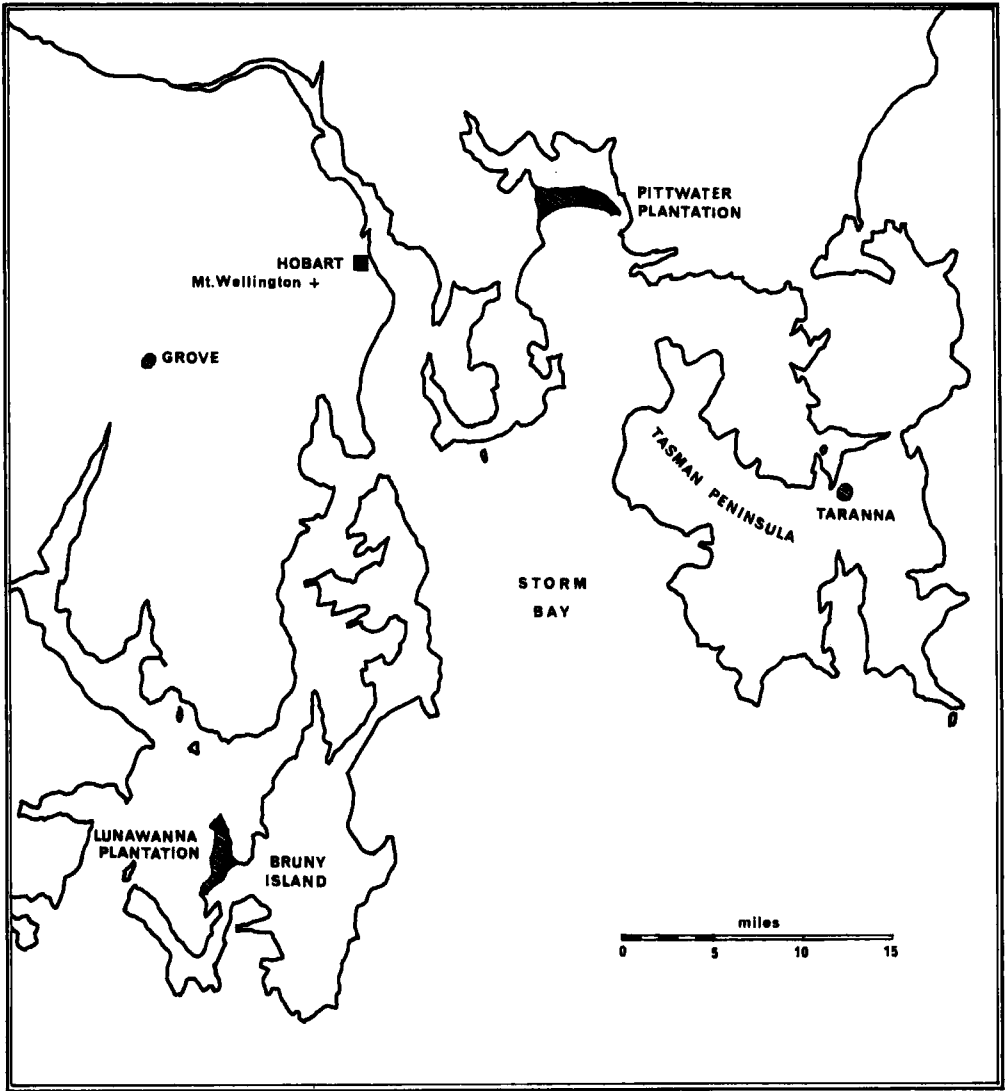 PITTWATER
PLANTATION
HOBART
Mt. Wellington +
GROVE
TASMAN PENINSULA
TARANNA
STORM
BAY
LUNAWANNA
PLANTATION
BRUNY
ISLAND
miles
0 5 10 15